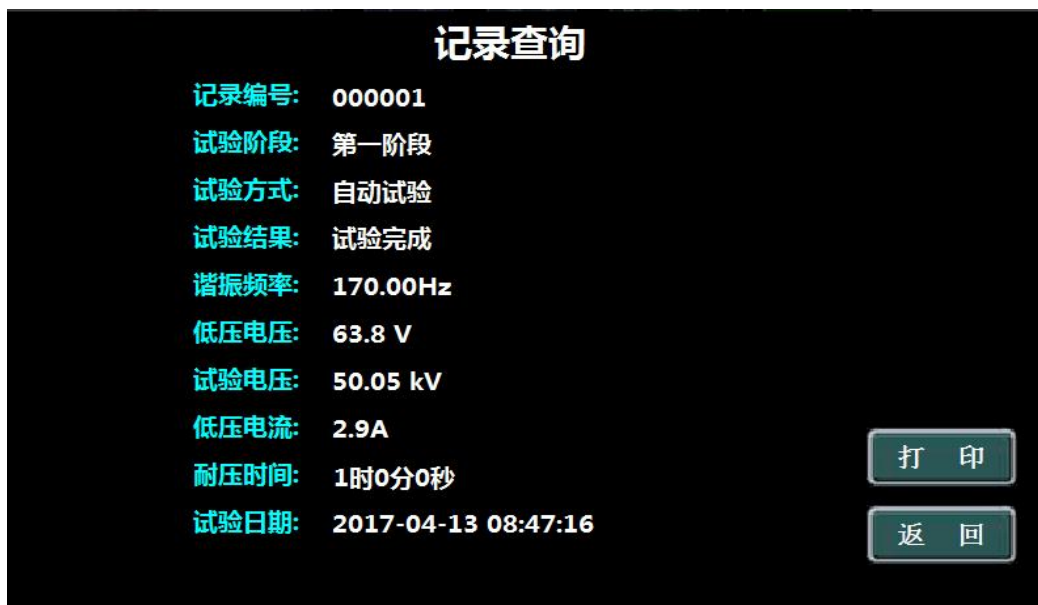 记录查询
记录编号: 000001
试验阶段: 第一阶段
试验方式: 自动试验
试验结果: 试验完成
谐振频率: 170.00Hz
低压电压: 63.8 V
试验电压: 50.05 kV
低压电流: 2.9A
耐压时间: 1时0分0秒
试验日期: 2017-04-13 08:47:16
打 印
返 回